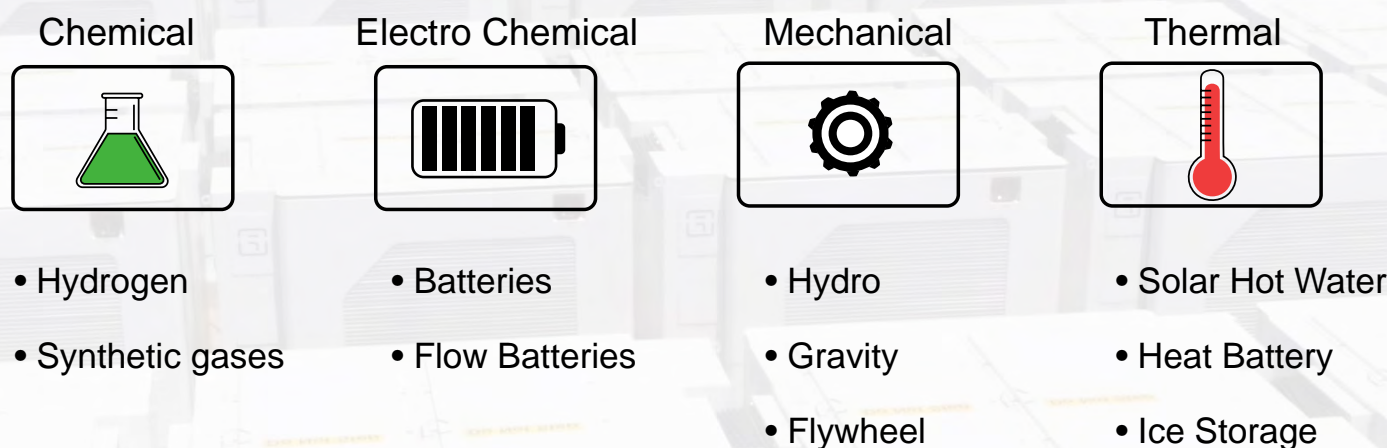 Chemical
Electro Chemical
Mechanical
Thermal
• Hydrogen
• Synthetic gases
• Batteries
• Flow Batteries
• Hydro
• Gravity
• Flywheel
• Solar Hot Water
• Heat Battery
• Ice Storage